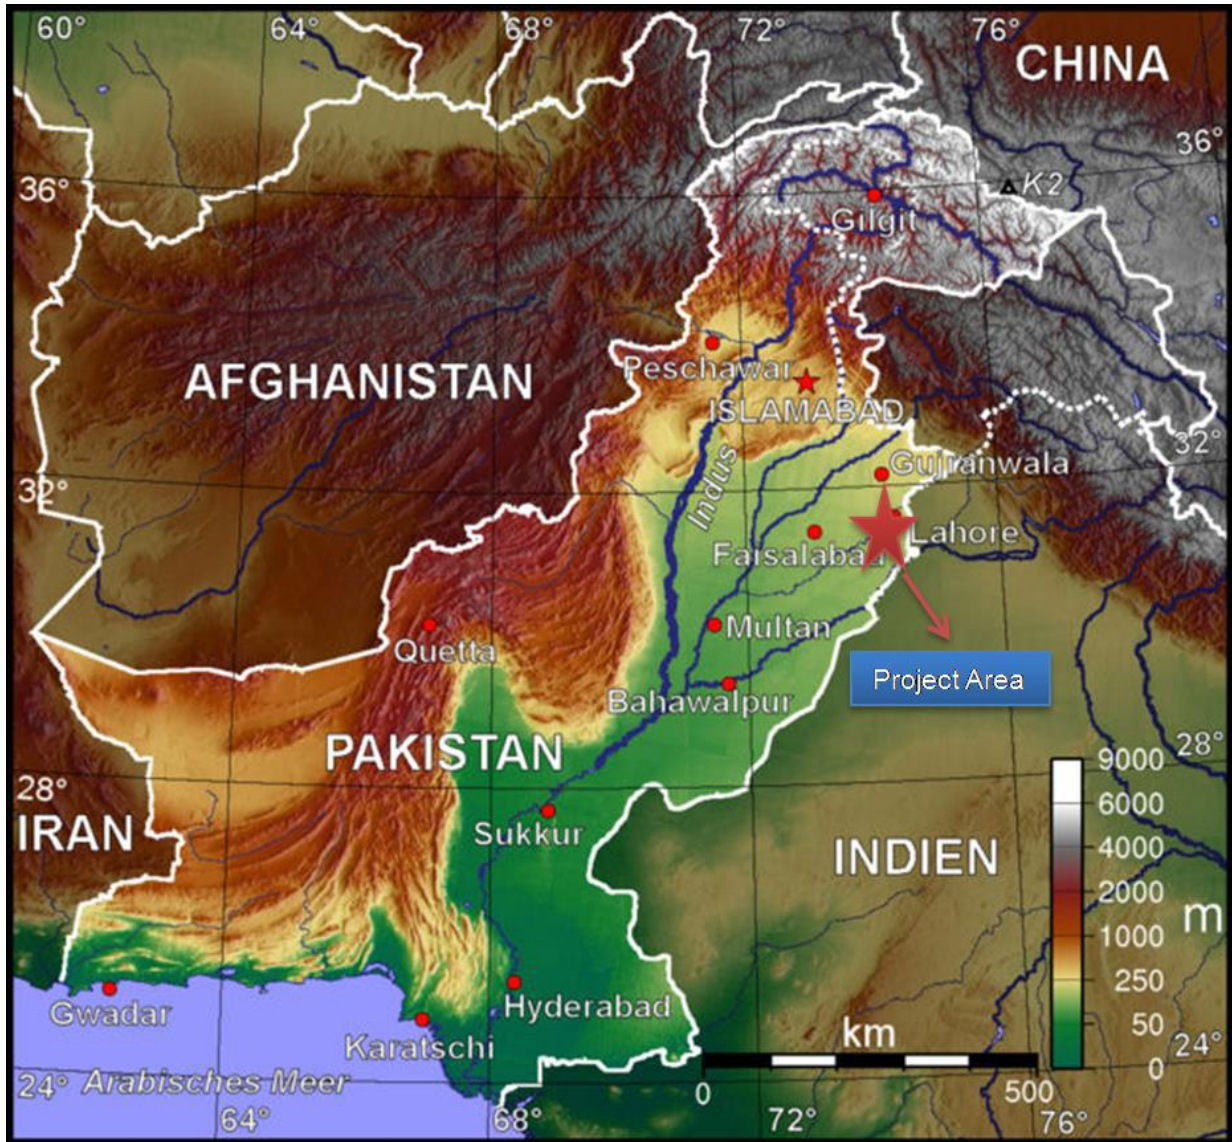 60° 64° 68° 72° 76°
CHINA
36°
36°
K2
Gilgit
Peschawar
AFGHANISTAN
ISLAMABAD
32°
Indus
Gujranwala
32°
Lahore
Faisalabad
Multan
Quetta
Project Area
Bahawalpur
PAKISTAN
28°
9000
28°
6000
IRAN
Sukkur
INDIEN
4000
2000
m
1000
250
Gwadar
Hyderabad
50
km
Karatschi
24°
0
24° Arabisches Meer
0 500
64° 68° 72° 76°